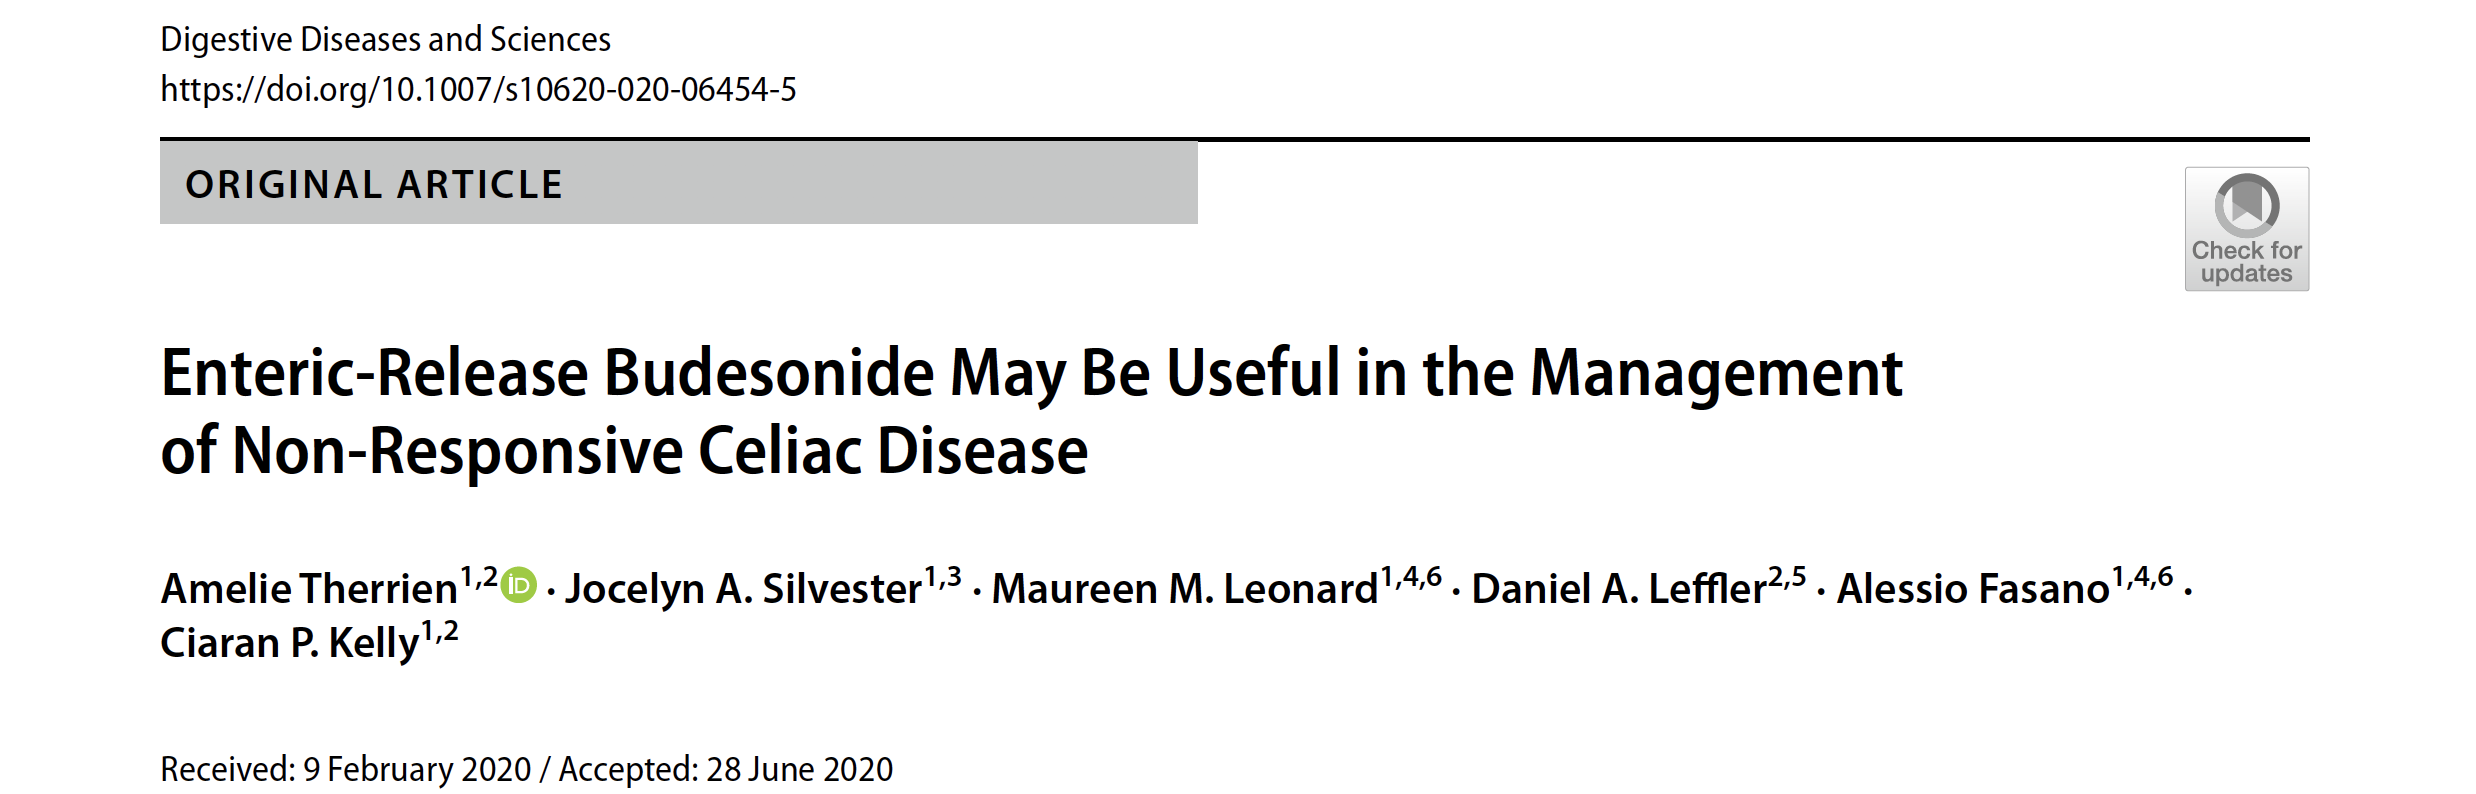 Digestive Diseases and Sciences
https://doi.org/10.1007/s10620-020-06454-5
ORIGINAL ARTICLE
Check for
updates
Enteric-Release Budesonide May Be Useful in the Management
of Non-Responsive Celiac Disease
Amelie Therrien1,2 iD · Jocelyn A. Silvester1,3 · Maureen M. Leonard1,4,6 · Daniel A. Leffler2,5 · Alessio Fasano1,4,6 ·
Ciaran P. Kelly1,2
Received: 9 February 2020 / Accepted: 28 June 2020